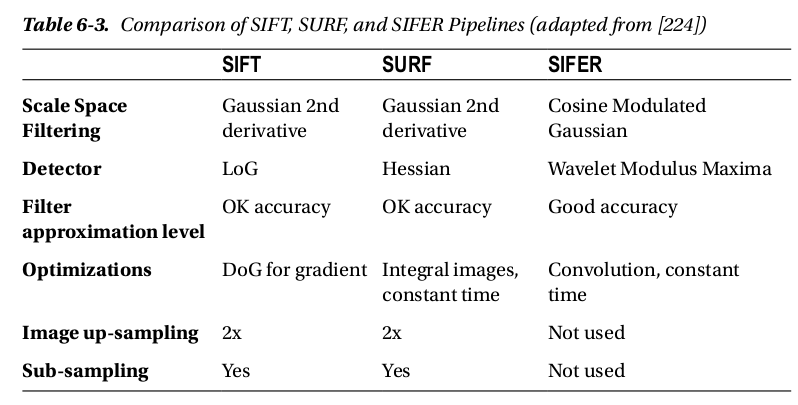 Table 6-3. Comparison of SIFT, SURF, and SIFER Pipelines (adapted from [224])
SIFT SURF SIFER
Scale Space Gaussian 2nd Gaussian 2nd Cosine Modulated
Filtering derivative derivative Gaussian
Detector LoG Hessian Wavelet Modulus Maxima
Filter OK accuracy OK accuracy Good accuracy
approximation level
Optimizations DoG for gradient Integral images, Convolution, constant
constant time time
Image up-sampling 2x 2x Not used
Sub-sampling Yes Yes Not used